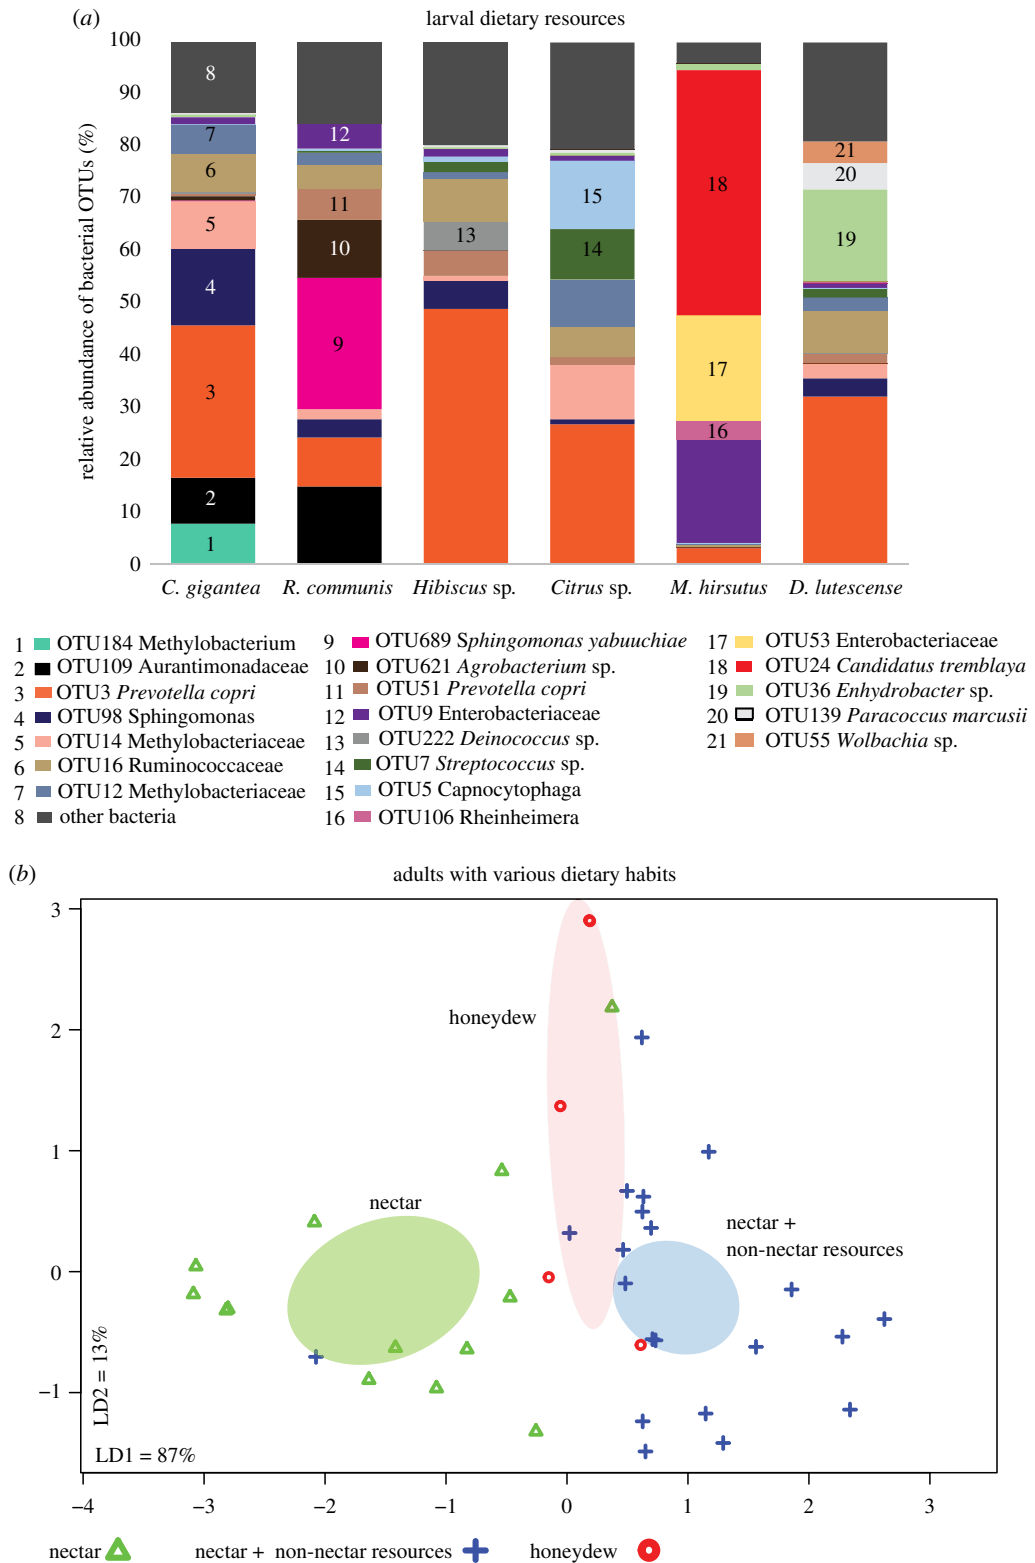 (a)
larval dietary resources
relative abundance of bacterial OTUs (%)
100
90
80
70
60
50
40
30
20
10
0
8
7
6
5
4
3
2
1
12
11
10
9
13
15
14
18
17
16
21
20
19
C. gigantea
R. communis
Hibiscus sp.
Citrus sp.
M. hirsutus
D. lutescense
1 OTU184 Methylobacterium
2 OTU109 Aurantimonadaceae
3 OTU3 Prevotella copri
4 OTU98 Sphingomonas
5 OTU14 Methylobacteriaceae
6 OTU16 Ruminococcaceae
7 OTU12 Methylobacteriaceae
8 other bacteria
9 OTU689 Sphingomonas yabuuchiae
10 OTU621 Agrobacterium sp.
11 OTU51 Prevotella copri
12 OTU9 Enterobacteriaceae
13 OTU222 Deinococcus sp.
14 OTU7 Streptococcus sp.
15 OTU5 Capnocytophaga
16 OTU106 Rheinheimera
17 OTU53 Enterobacteriaceae
18 OTU24 Candidatus tremblaya
19 OTU36 Enhydrobacter sp.
20 OTU139 Paracoccus marcusii
21 OTU55 Wolbachia sp.
(b)
adults with various dietary habits
3
2
1
0
−1
honeydew
nectar
nectar +
non-nectar resources
LD2 = 13%
LD1 = 87%
−4
−3
−2
−1
0
1
2
3
nectar
nectar + non-nectar resources
honeydew